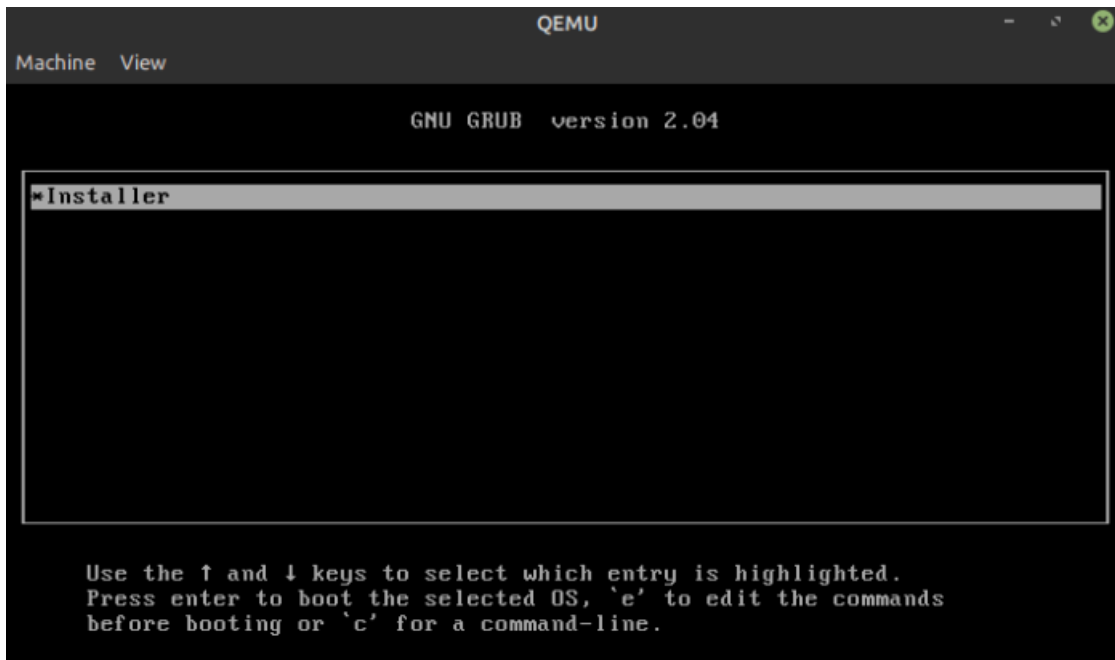 QEMU
Machine View
GNU GRUB version 2.04
*Installer
Use the ↑ and ↓ keys to select which entry is highlighted.
Press enter to boot the selected OS, `e' to edit the commands
before booting or `c' for a command-line.